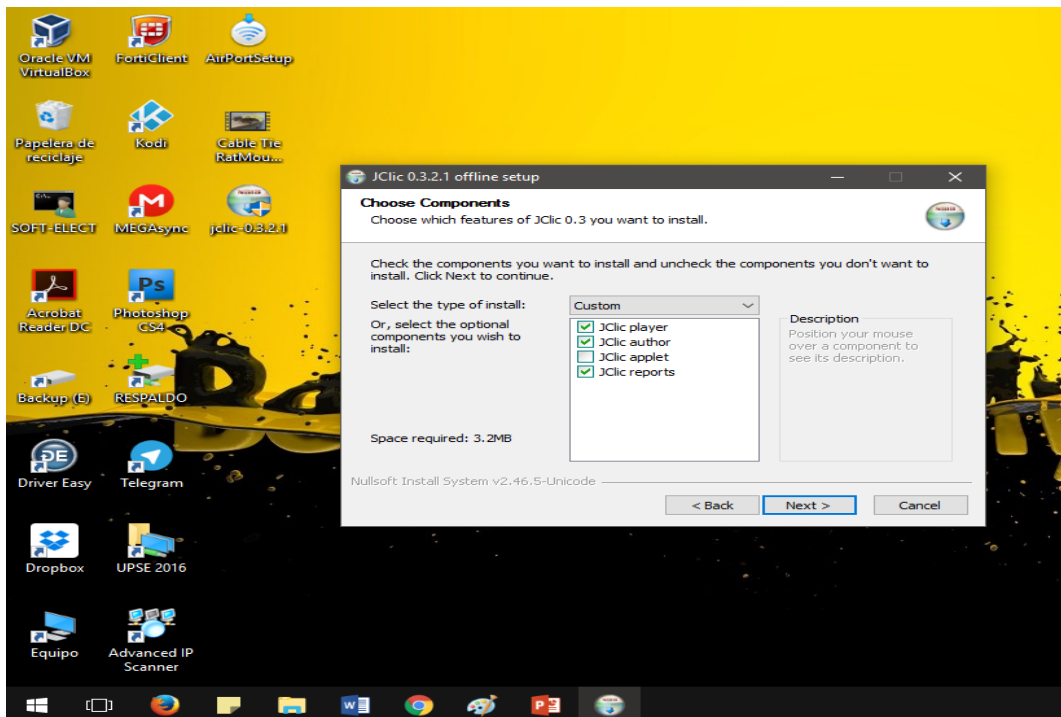 Oracle VM
VirtualBox
FortiClient
AirPortSetup
Papelera de
reciclaje
Kodi
Cable Tie
RatMou...
SOFT-ELECT
MEGAsync
jclic-0.3.2.1
Acrobat
Reader DC
Ps
Photoshop
CS4
Backup (E)
RESPALDO
DE
Driver Easy
Telegram
Dropbox
UPSE 2016
Equipo
Advanced IP
Scanner
JClic 0.3.2.1 offline setup
Choose Components
Choose which features of JClic 0.3 you want to install.
Check the components you want to install and uncheck the components you don't want to
install. Click Next to continue.
Select the type of install:
Custom
Or, select the optional
components you wish to
install:
JClic player
JClic author
JClic applet
JClic reports
Description
Position your mouse
over a component to
see its description.
Space required: 3.2MB
Nullsoft Install System v2.46.5-Unicode
< Back
Next >
Cancel